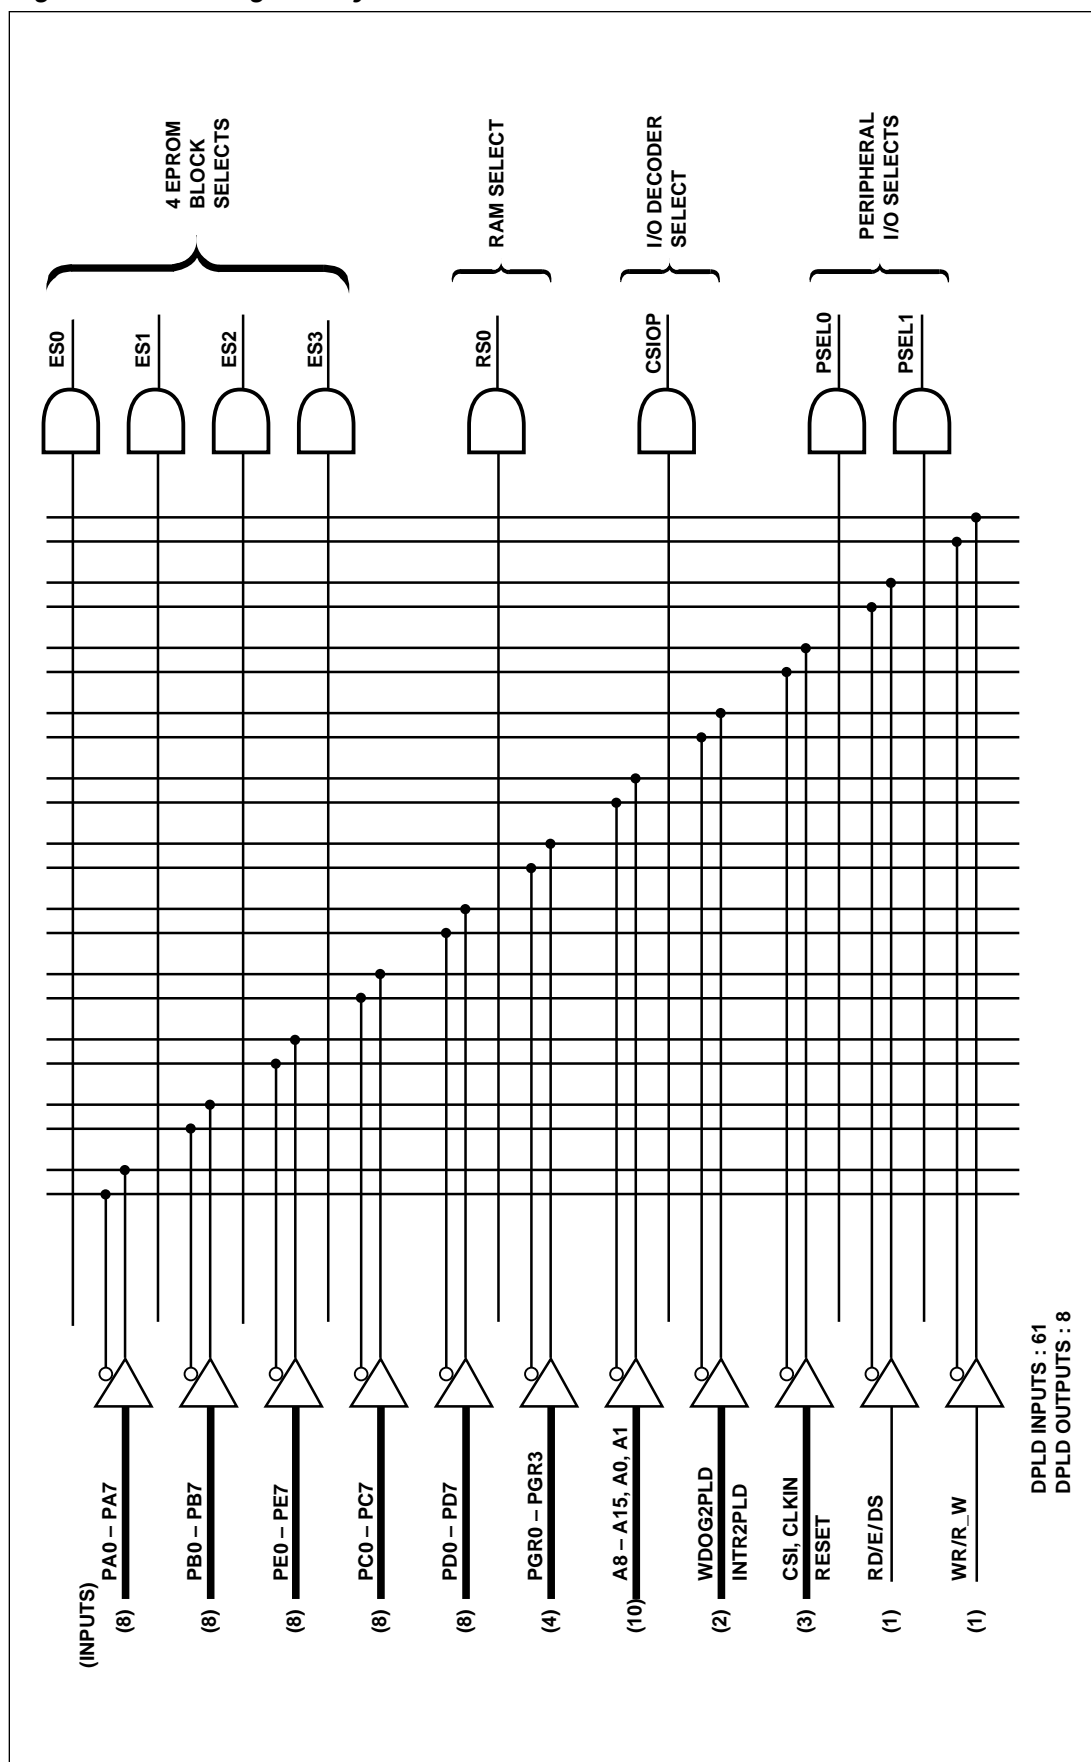 (INPUTS)
(8)
PA0 – PA7
(8)
PB0 – PB7
(8)
PE0 – PE7
(8)
PC0 – PC7
(8)
PD0 – PD7
(4)
PGR0 – PGR3
(10)
A8 – A15, A0, A1
(2)
WDOG2PLD
INTR2PLD
(3)
CSI, CLKIN
RESET
(1)
RD/E/DS
(1)
WR/R_W
ES0
ES1
ES2
ES3
4 EPROM
BLOCK
SELECTS
RS0
RAM SELECT
CSIOP
I/O DECODER
SELECT
PSEL0
PSEL1
PERIPHERAL
I/O SELECTS
DPLD INPUTS : 61
DPLD OUTPUTS : 8